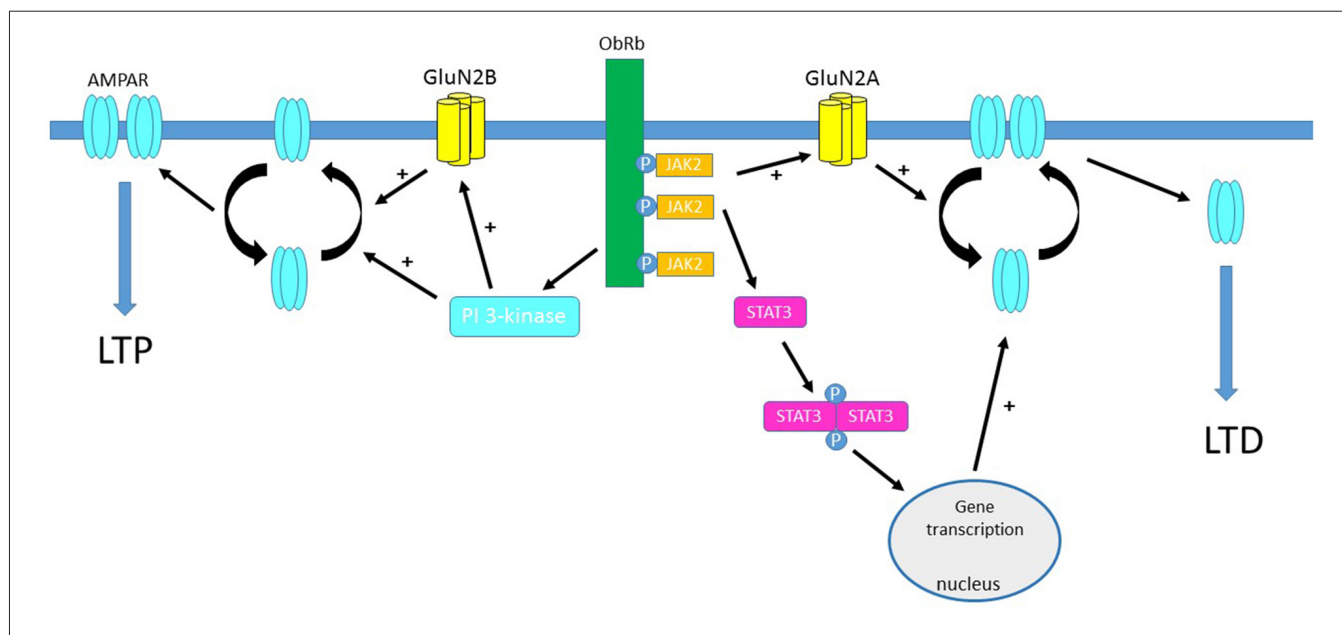 ObRb
AMPAR
GluN2B
GluN2A
P
JAK2
+
+
+
P
JAK2
+
+
+
P
JAK2
PI 3-kinase
STAT3
LTP
P
STAT3
STAT3
P
+
LTD
Gene
transcription
nucleus